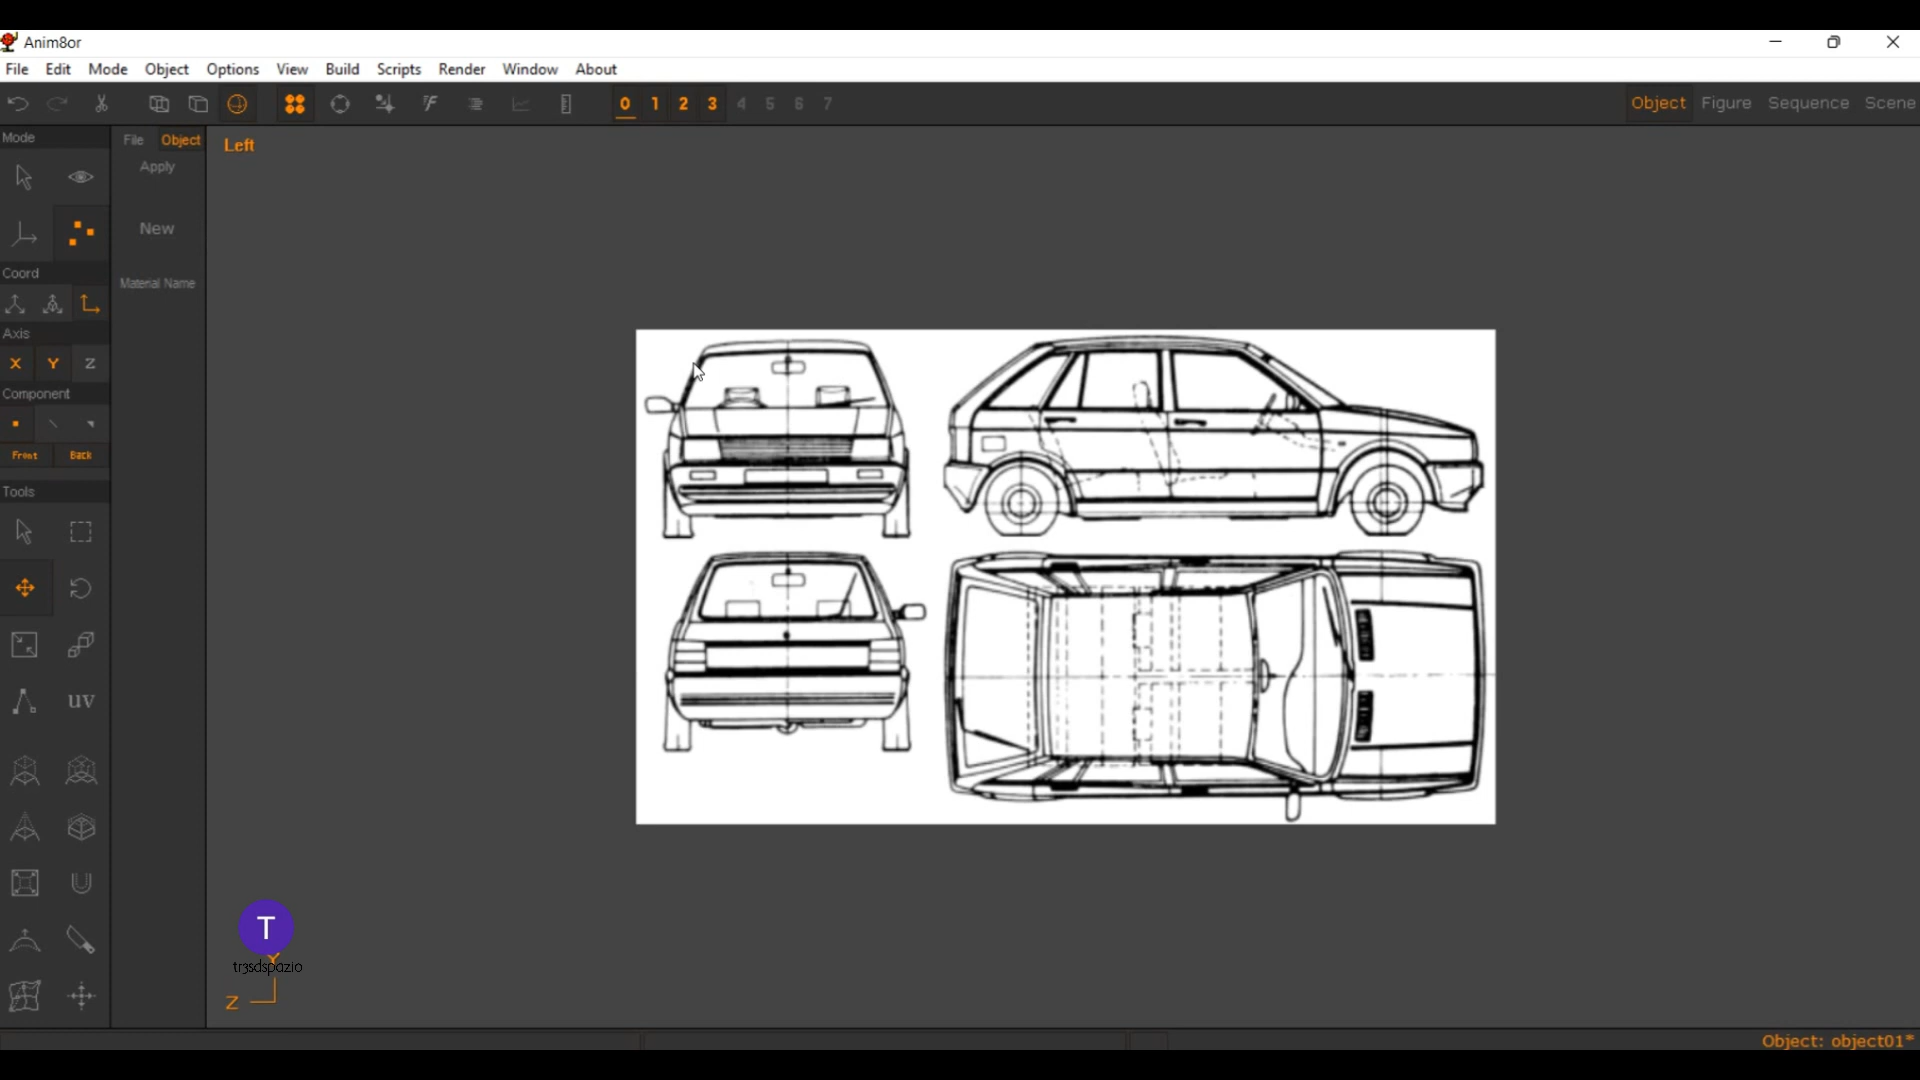 Anim8or
File Edit Mode Object Options View Build Scripts Render Window About
0 1 2 3 4 5 6 7
Object Figure Sequence Scene
Mode
File Object
Left
Apply
New
Coord
Material Name
Axis
X Y Z
Component
Front Back
Tools
UV
T
Y
tr3sdspazio
Z
Object: object01*